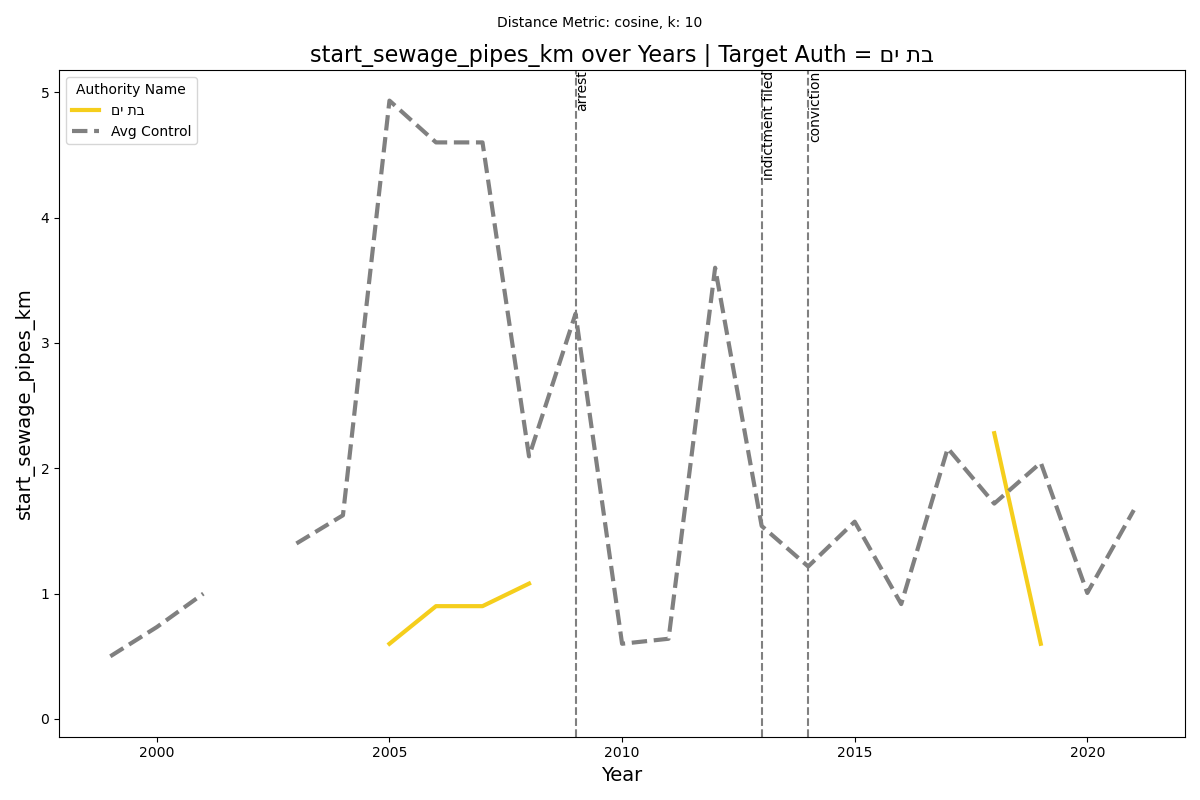 Distance Metric: cosine, k: 10
start_sewage_pipes_km over Years | Target Auth = בת ים
Authority Name
בת ים
Avg Control
arrest
indictment filed
conviction
start_sewage_pipes_km
5
4
3
2
1
0
2000
2005
2010
2015
2020
Year